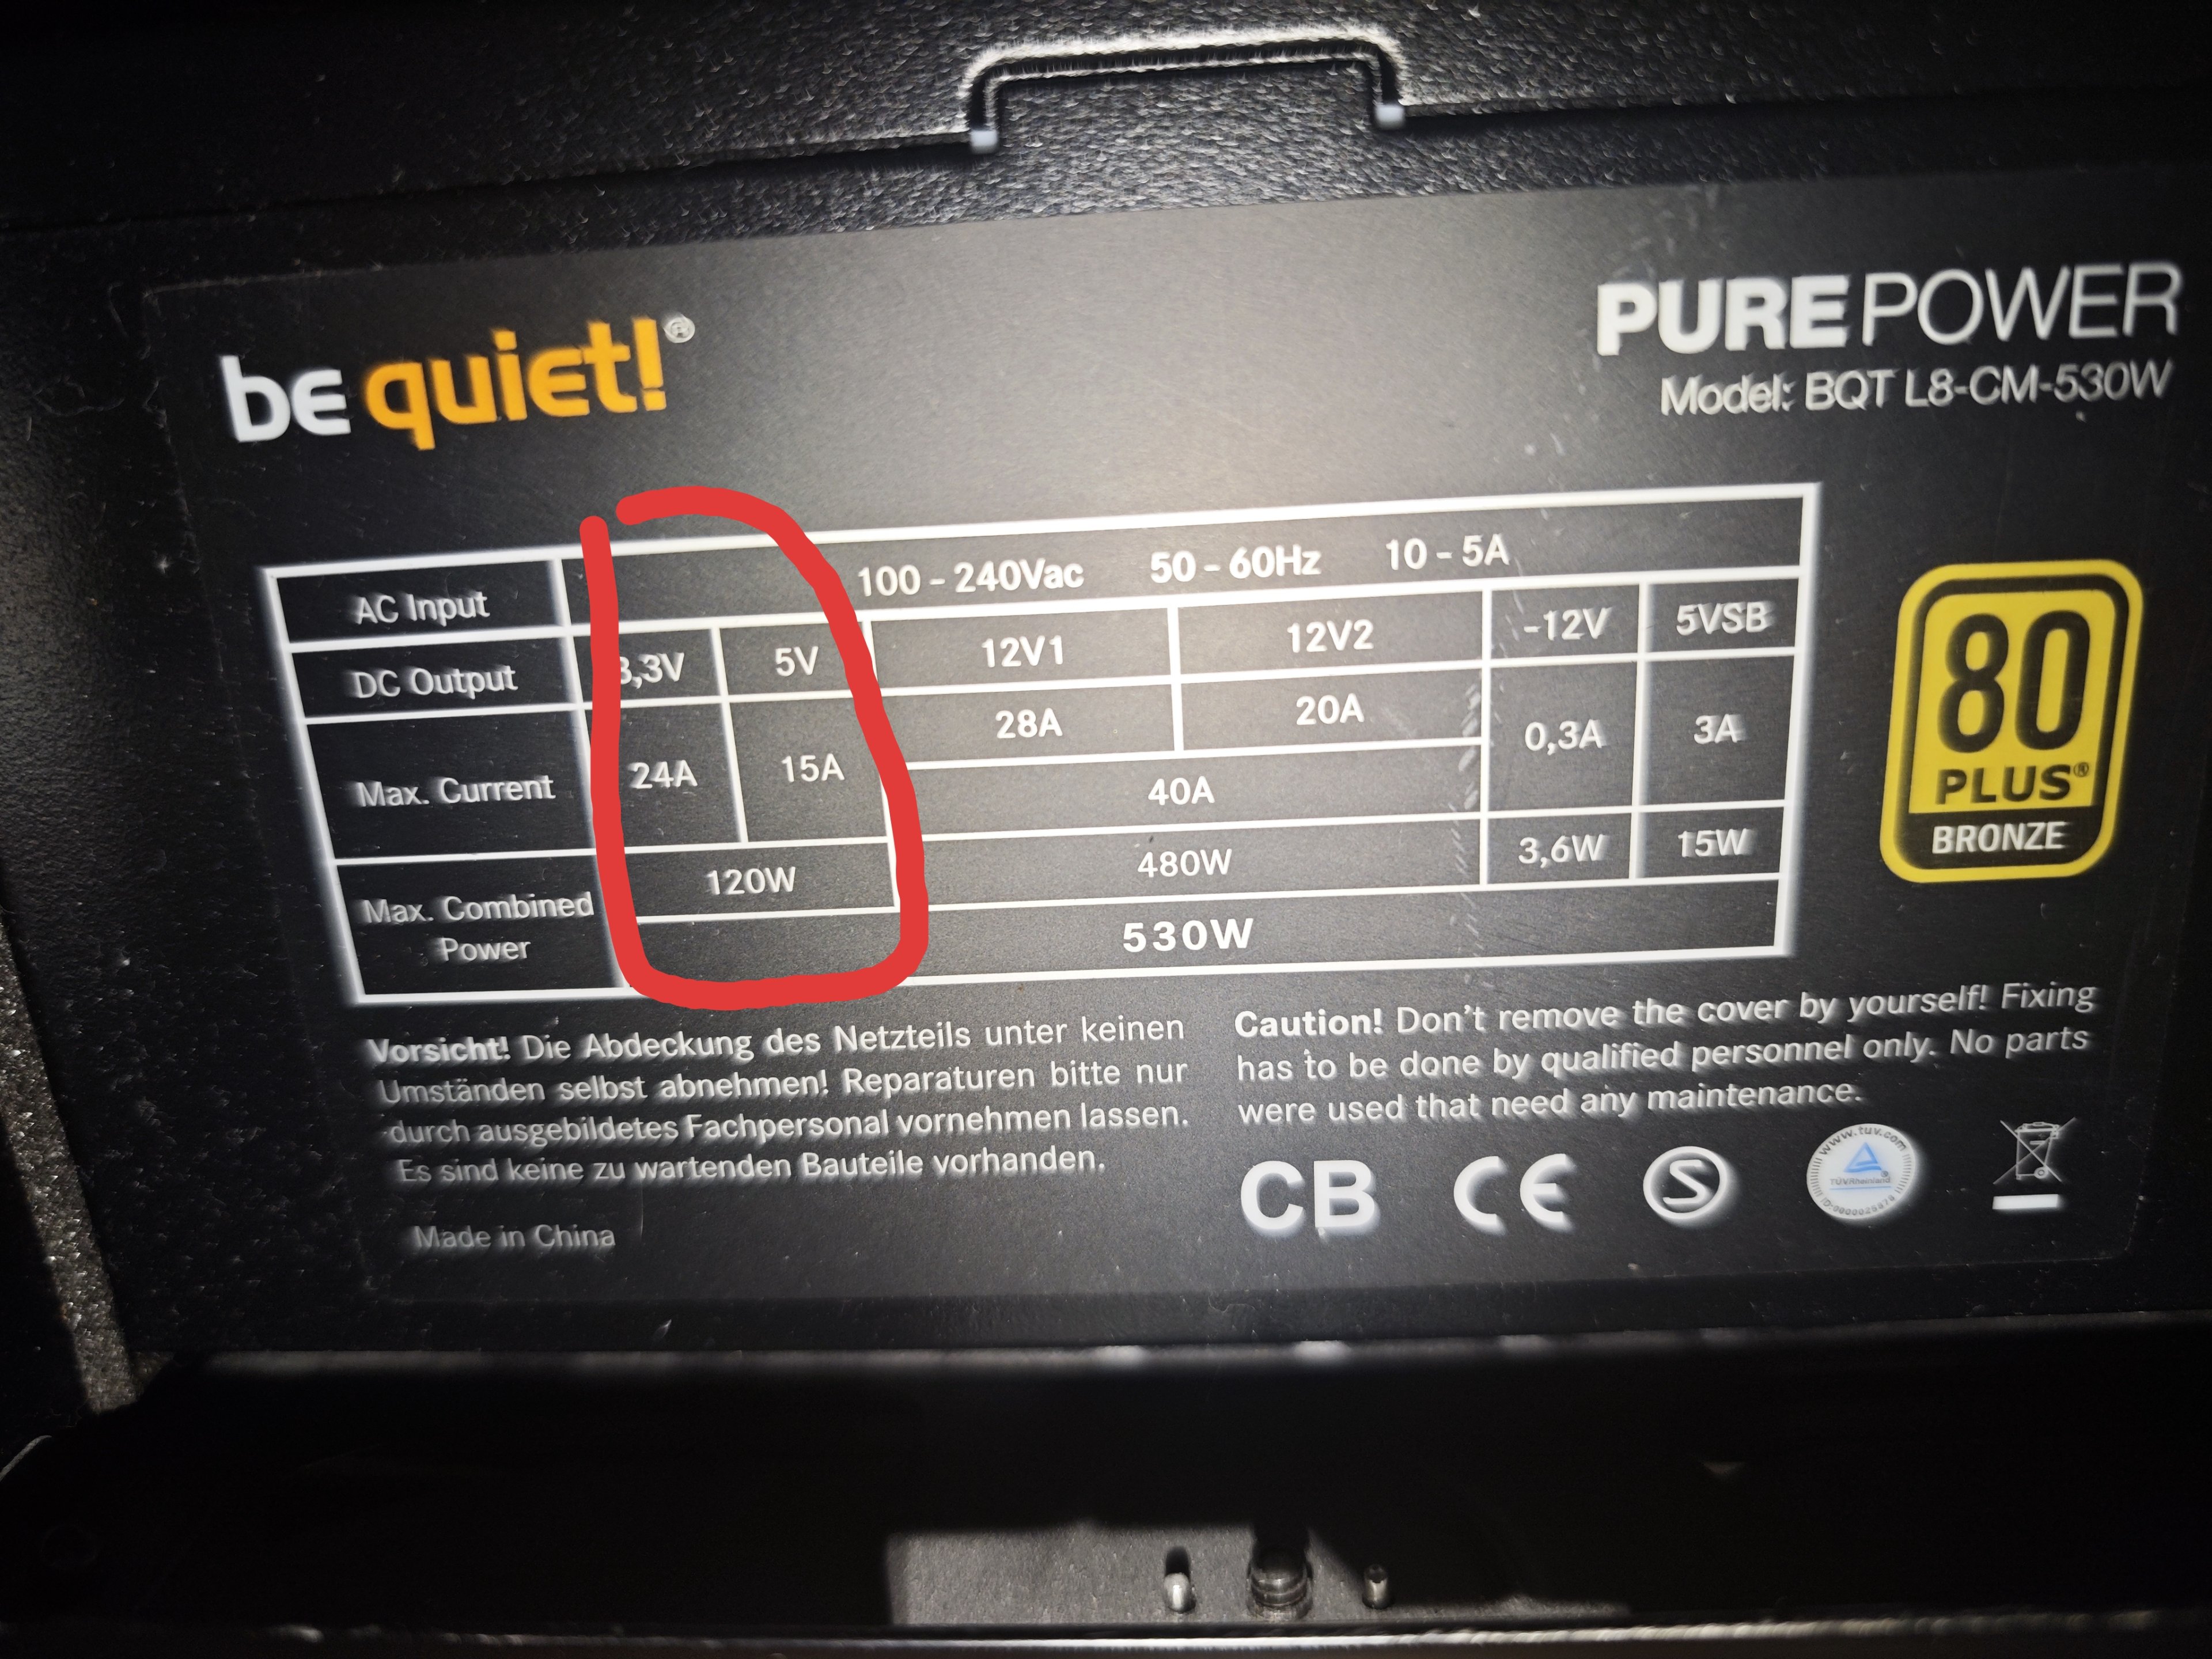 be quiet!®
PURE POWER
Model: BQT L8-CM-530W
AC Input 100 - 240Vac 50 - 60Hz 10 - 5A
DC Output 3,3V 5V 12V1 12V2 -12V 5VSB
Max. Current 24A 15A 28A 20A 0,3A 3A
40A
Max. Combined Power 120W 480W 3,6W 15W
530W
80
PLUS®
BRONZE
Vorsicht! Die Abdeckung des Netzteils unter keinen
Umständen selbst abnehmen! Reparaturen bitte nur
durch ausgebildetes Fachpersonal vornehmen lassen.
Es sind keine zu wartenden Bauteile vorhanden.
Made in China
Caution! Don't remove the cover by yourself! Fixing
has to be done by qualified personnel only. No parts
were used that need any maintenance.
CB CE S
www.tuv.com
TÜVRheinland